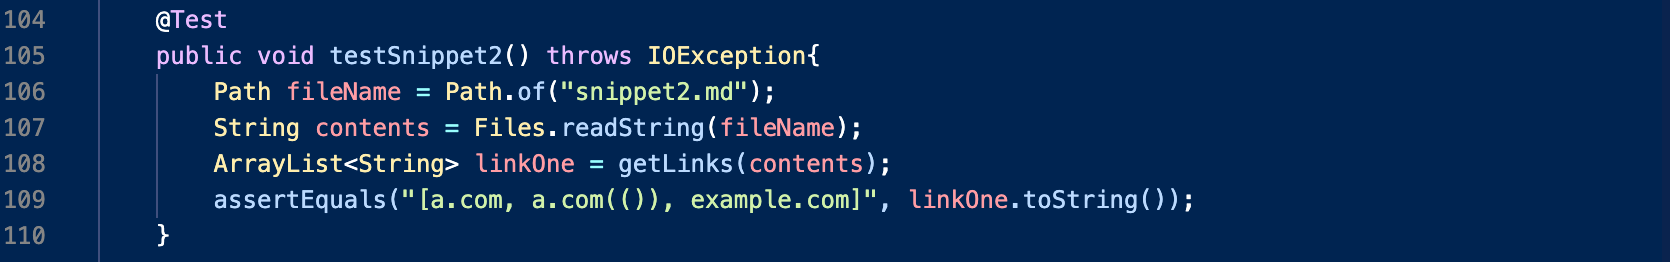 104 @Test
105 public void testSnippet2() throws IOException{
106 Path fileName = Path.of("snippet2.md");
107 String contents = Files.readString(fileName);
108 ArrayList<String> linkOne = getLinks(contents);
109 assertEquals("[a.com, a.com(()), example.com]", linkOne.toString());
110 }